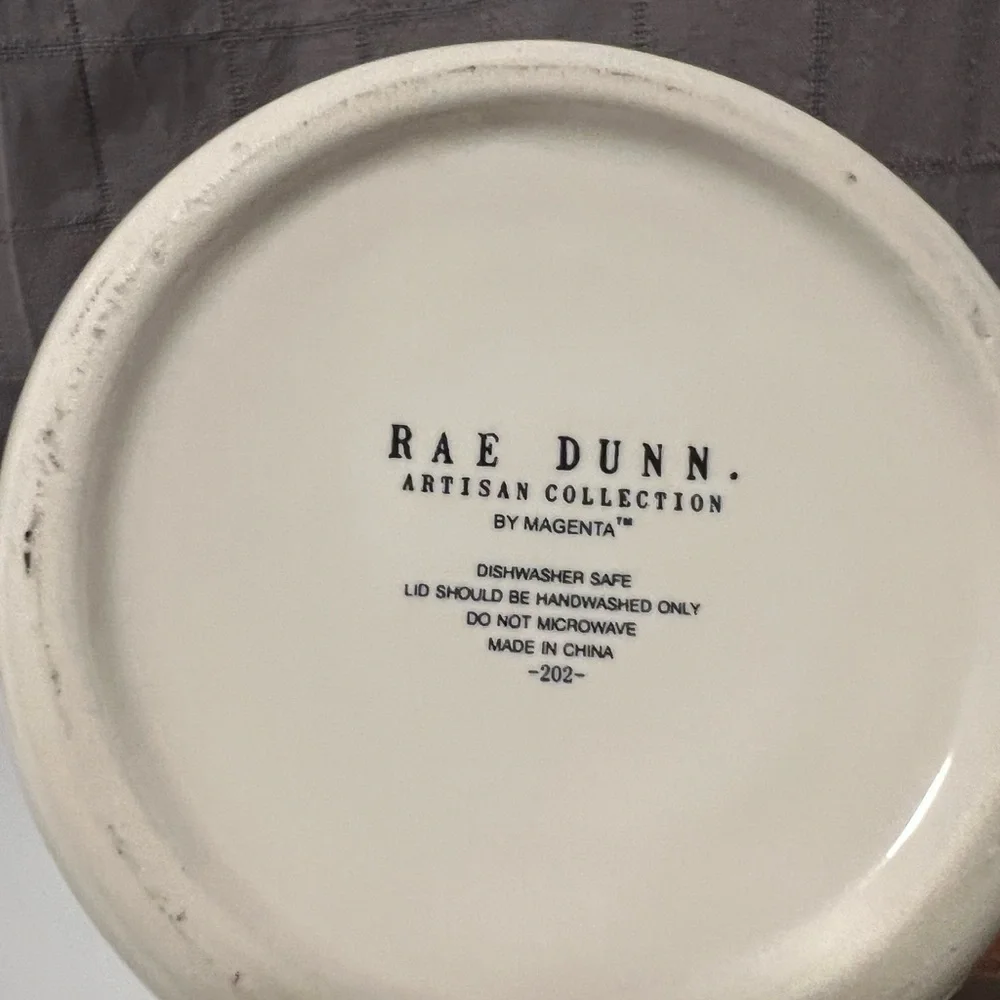 RAE DUNN.
ARTISAN COLLECTION
BY MAGENTA™
DISHWASHER SAFE
LID SHOULD BE HANDWASHED ONLY
DO NOT MICROWAVE
MADE IN CHINA
-202-